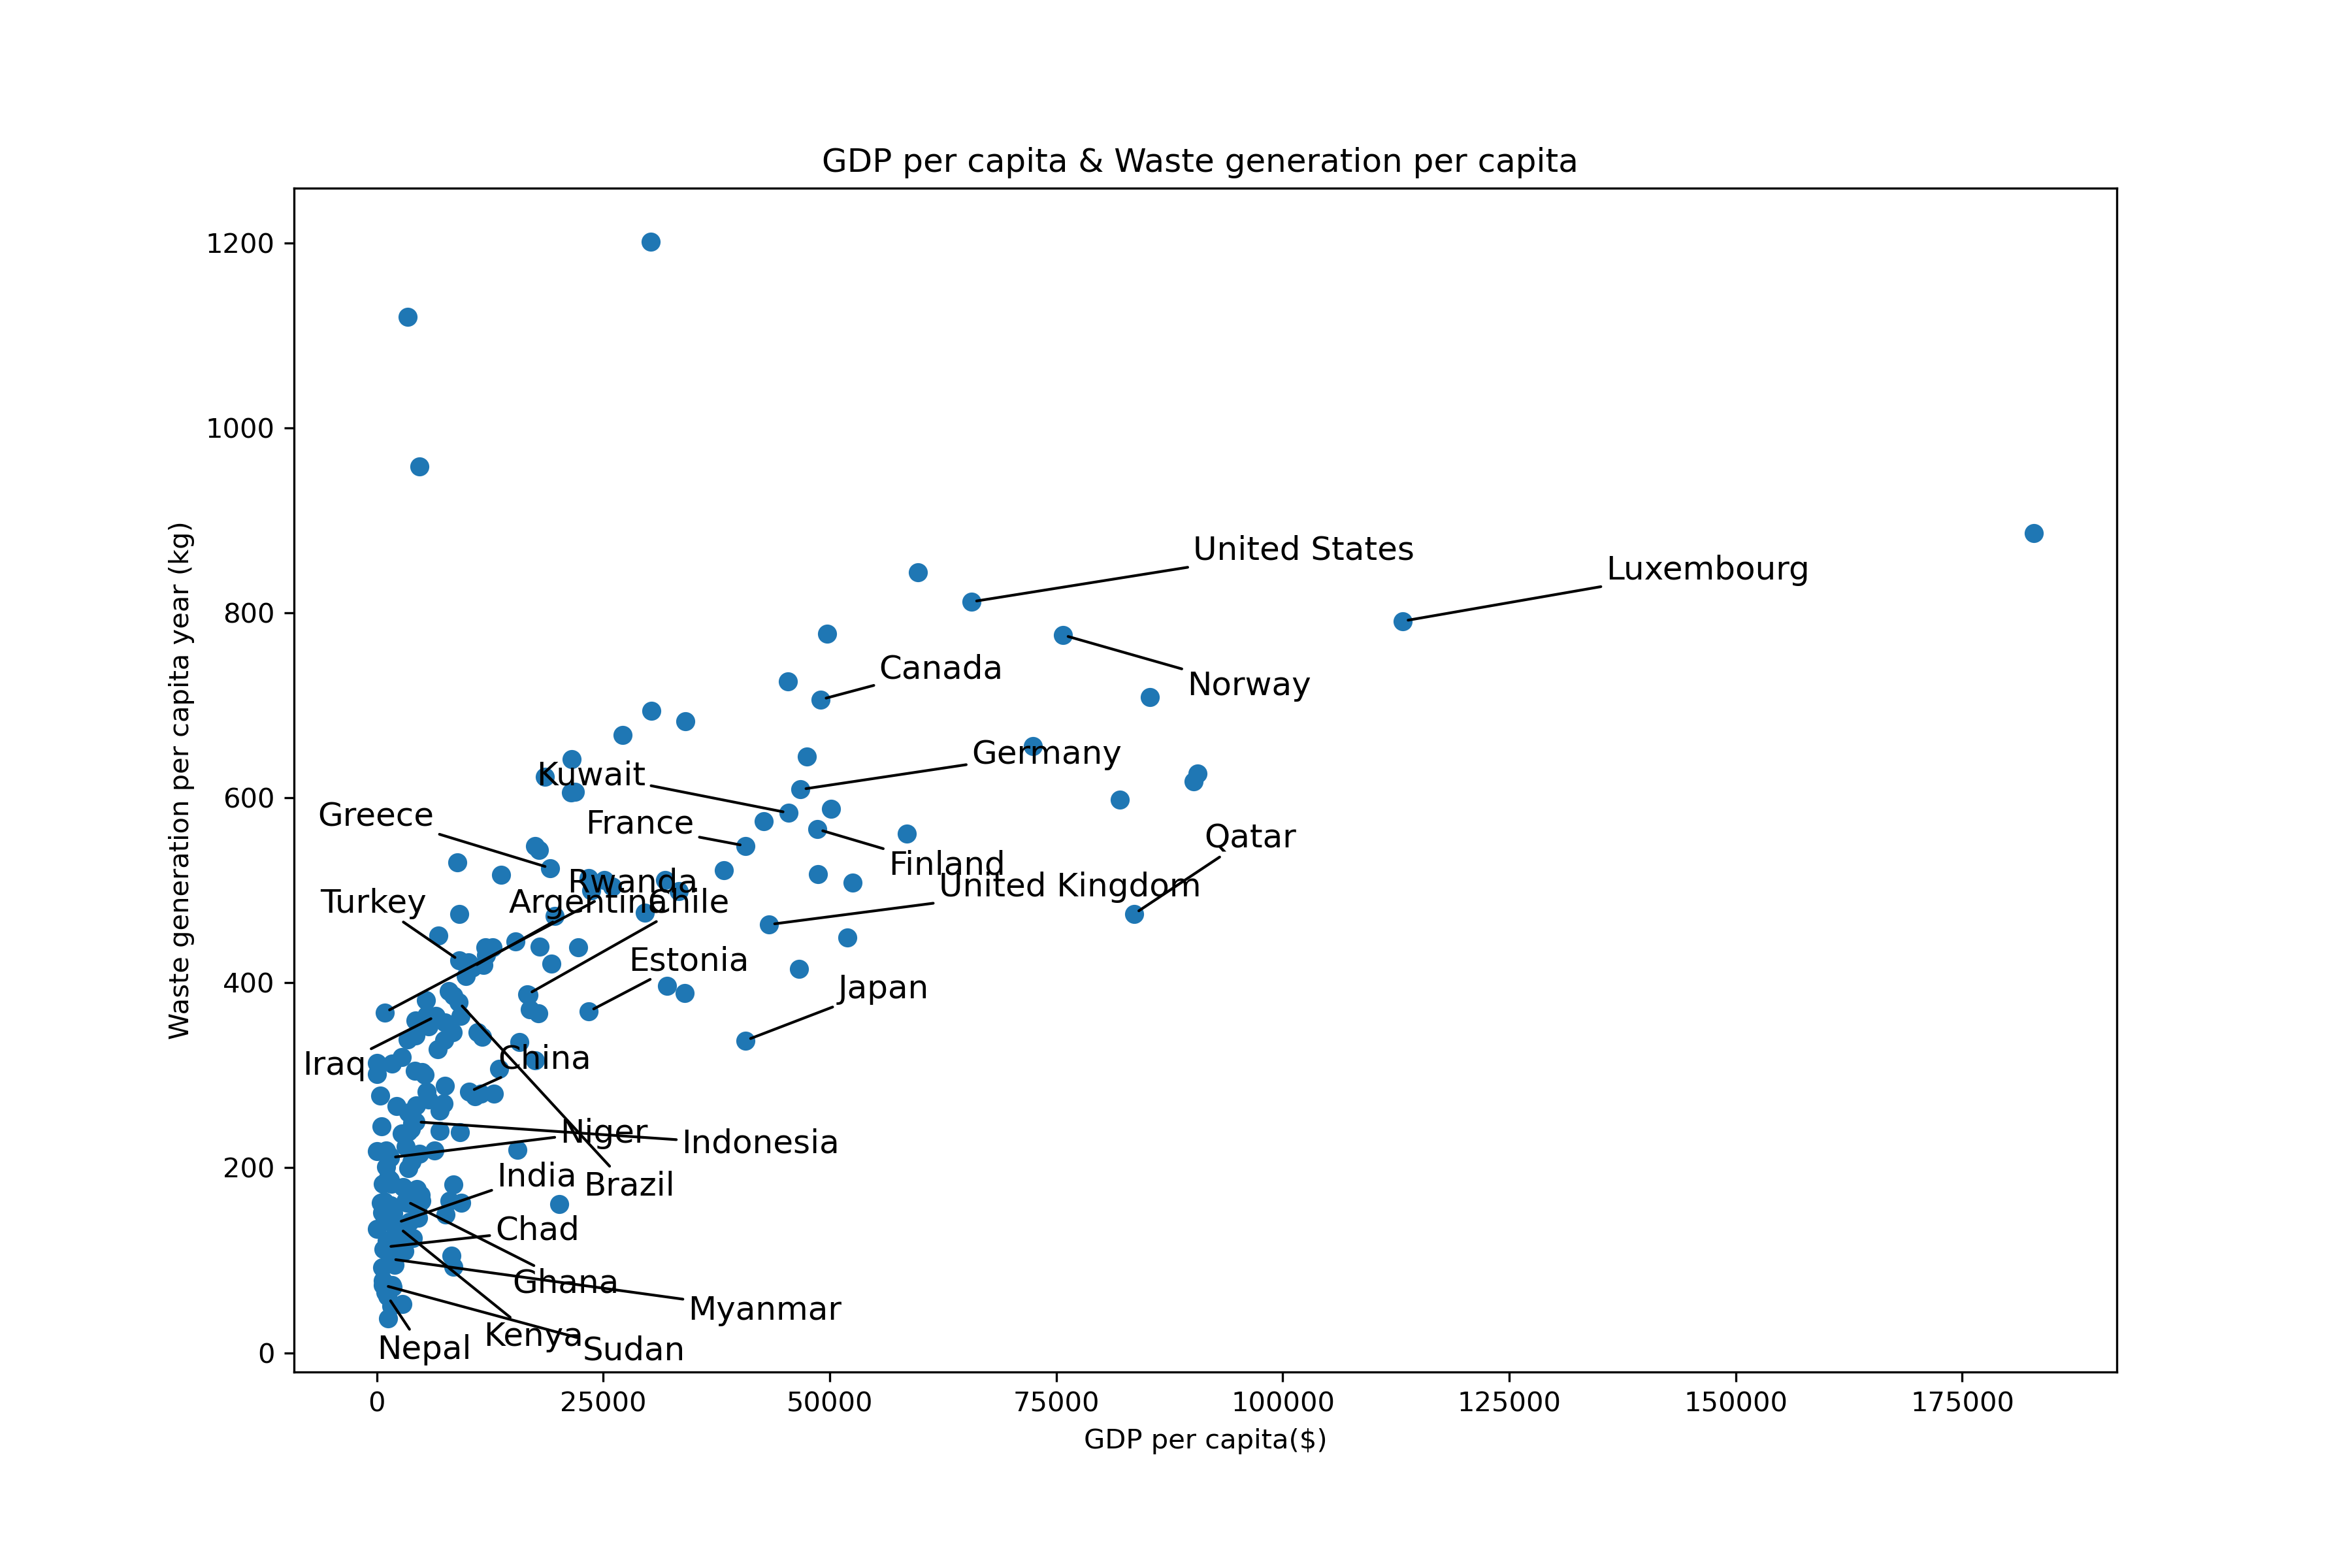 GDP per capita & Waste generation per capita
1200
1000
800
600
400
200
0
Waste generation per capita year (kg)
United States
Luxembourg
Canada
Norway
Germany
Kuwait
Greece
France
Qatar
Finland
Rwanda
United Kingdom
Turkey
Argentina
Chile
Estonia
Japan
China
Iraq
Niger
Indonesia
India
Brazil
Chad
Ghana
Myanmar
Kenya
Nepal
Sudan
0 25000 50000 75000 100000 125000 150000 175000
GDP per capita($)